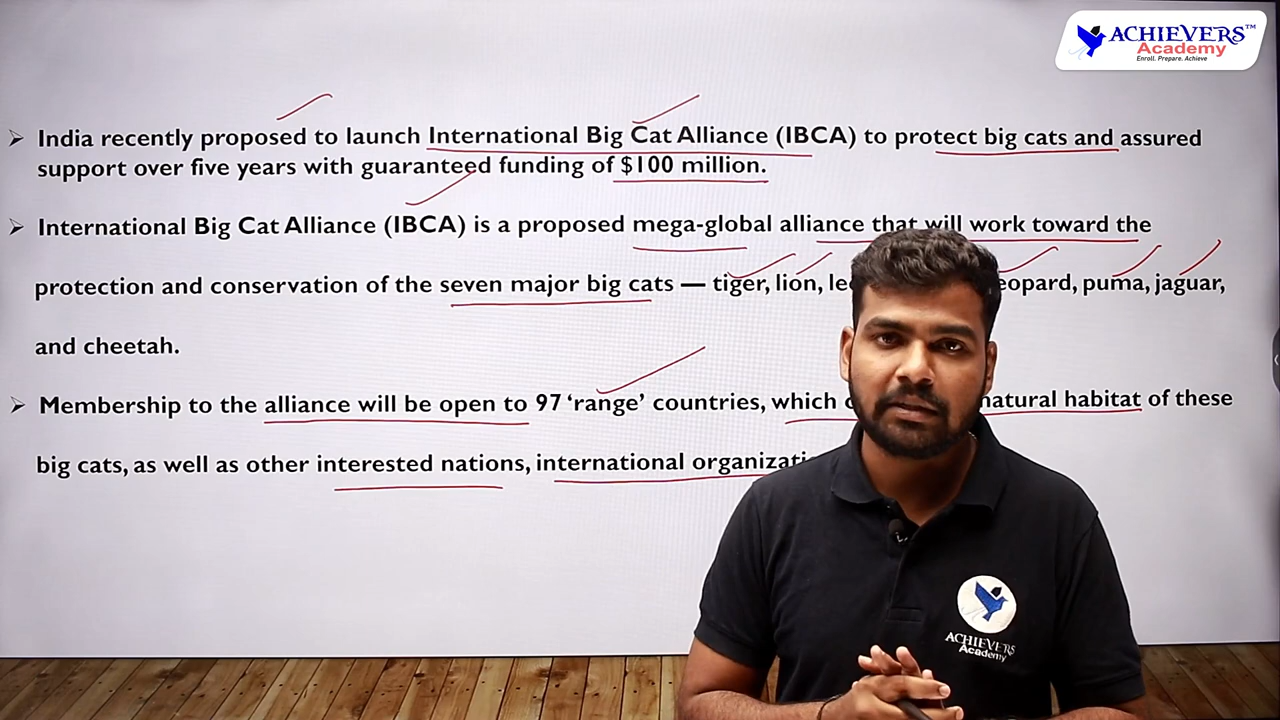 ACHIEVERS™
Academy
Enroll. Prepare. Achieve
➢ India recently proposed to launch International Big Cat Alliance (IBCA) to protect big cats and assured
support over five years with guaranteed funding of $100 million.
➢ International Big Cat Alliance (IBCA) is a proposed mega-global alliance that will work toward the
protection and conservation of the seven major big cats — tiger, lion, puma, jaguar,
and cheetah.
➢ Membership to the alliance will be open to 97 ‘range’ countries, which natural habitat of these
big cats, as well as other interested nations, international
ACHIEVERS
Academy